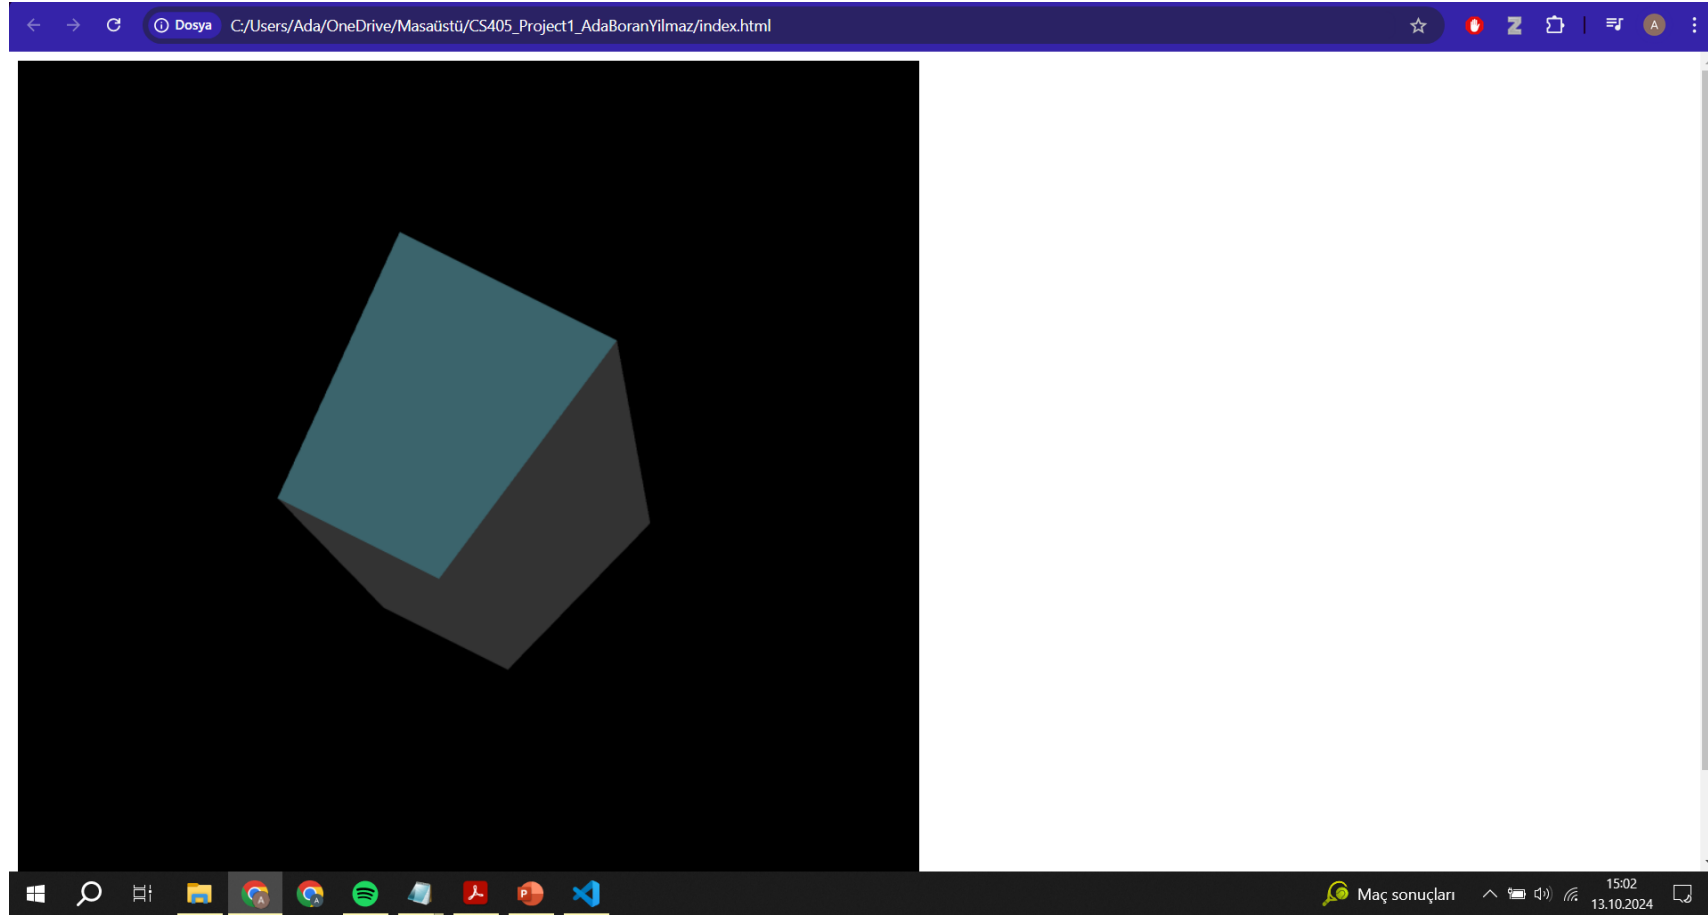 Dosya C:/Users/Ada/OneDrive/Masaüstü/CS405_Project1_AdaBoranYilmaz/index.html
A
A
A
Maç sonuçları
15:02
13.10.2024